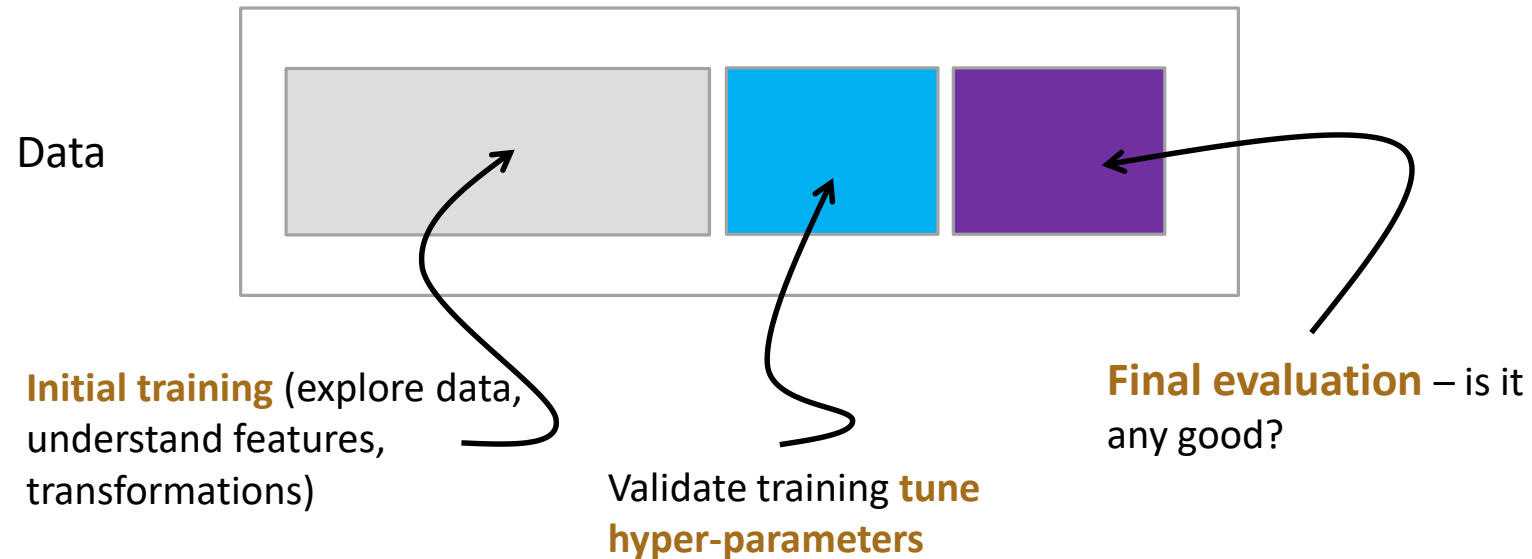 Data
Initial training (explore data,
understand features,
transformations)
Validate training tune
hyper-parameters
Final evaluation – is it
any good?